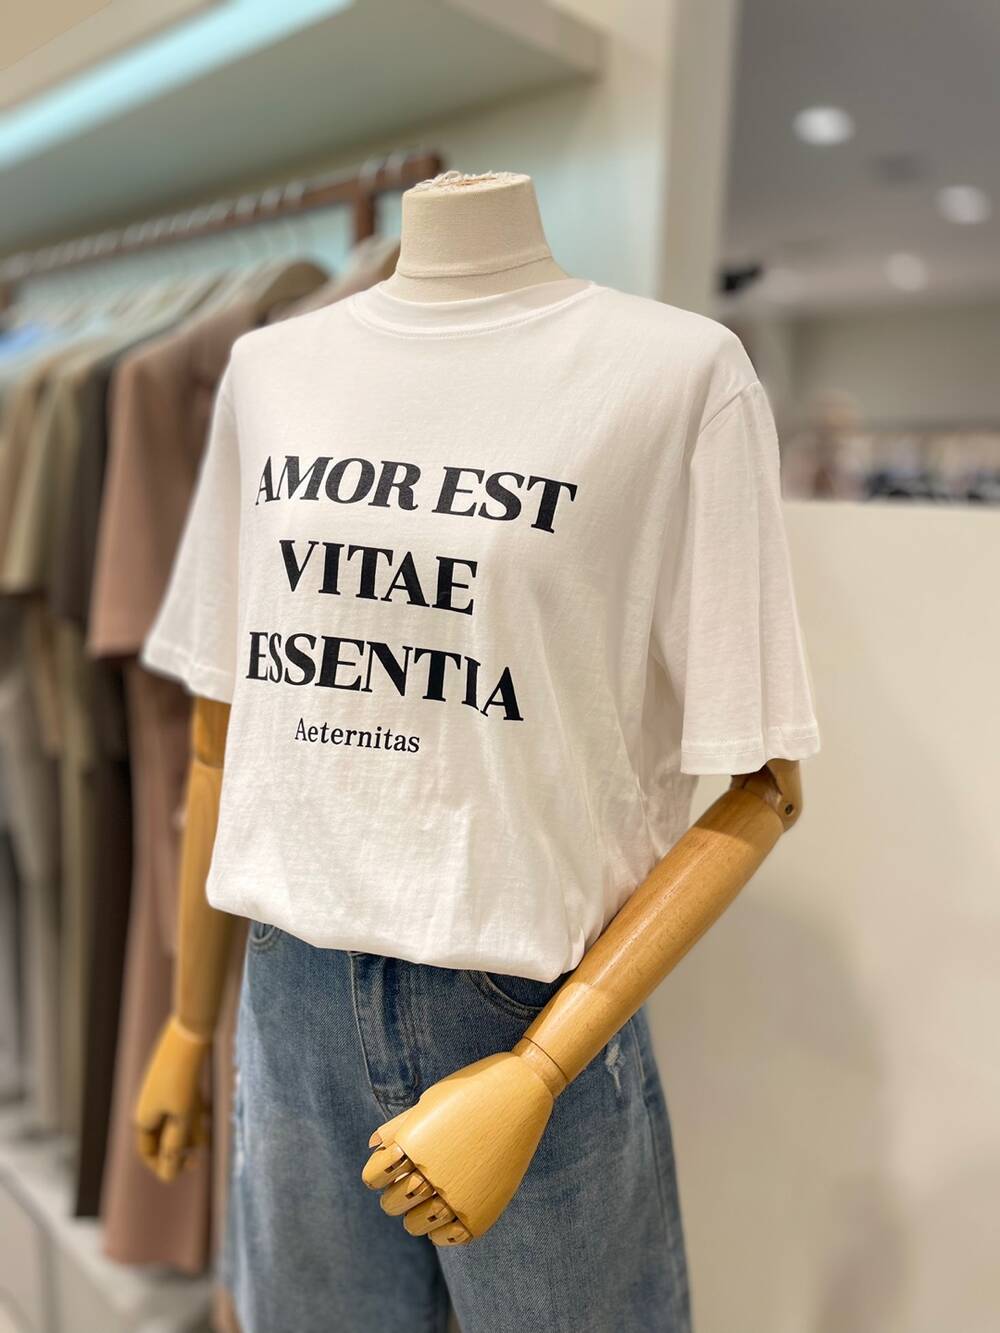 AMOR EST
VITAE
ESSENTIA
Aeternitas